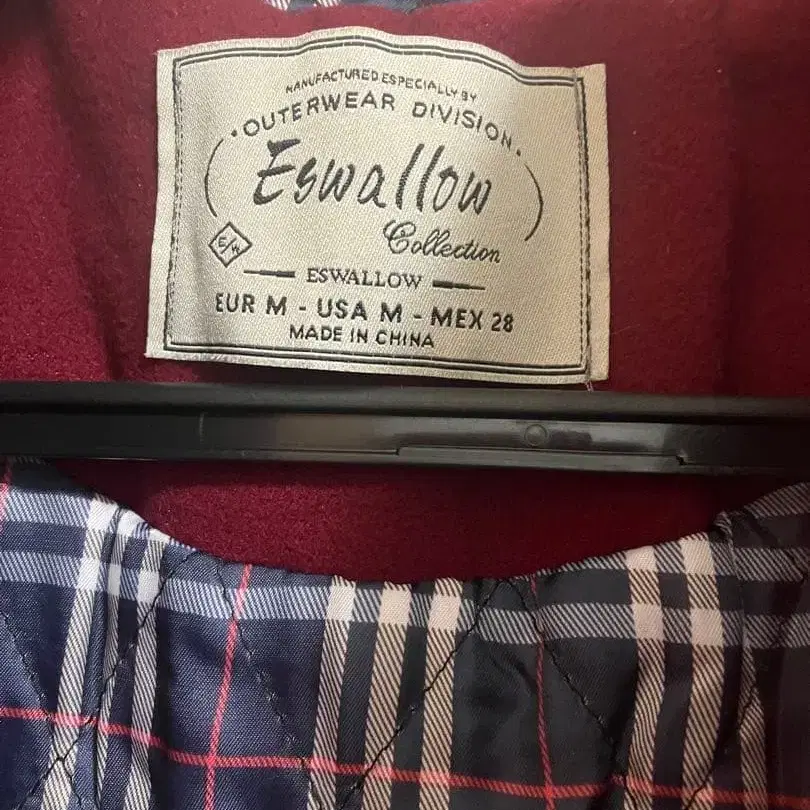 MANUFACTURED ESPECIALLY BY
·OUTERWEAR DIVISION·
Eswallow
Collection
E/W
ESWALLOW
EUR M - USA M - MEX 28
MADE IN CHINA